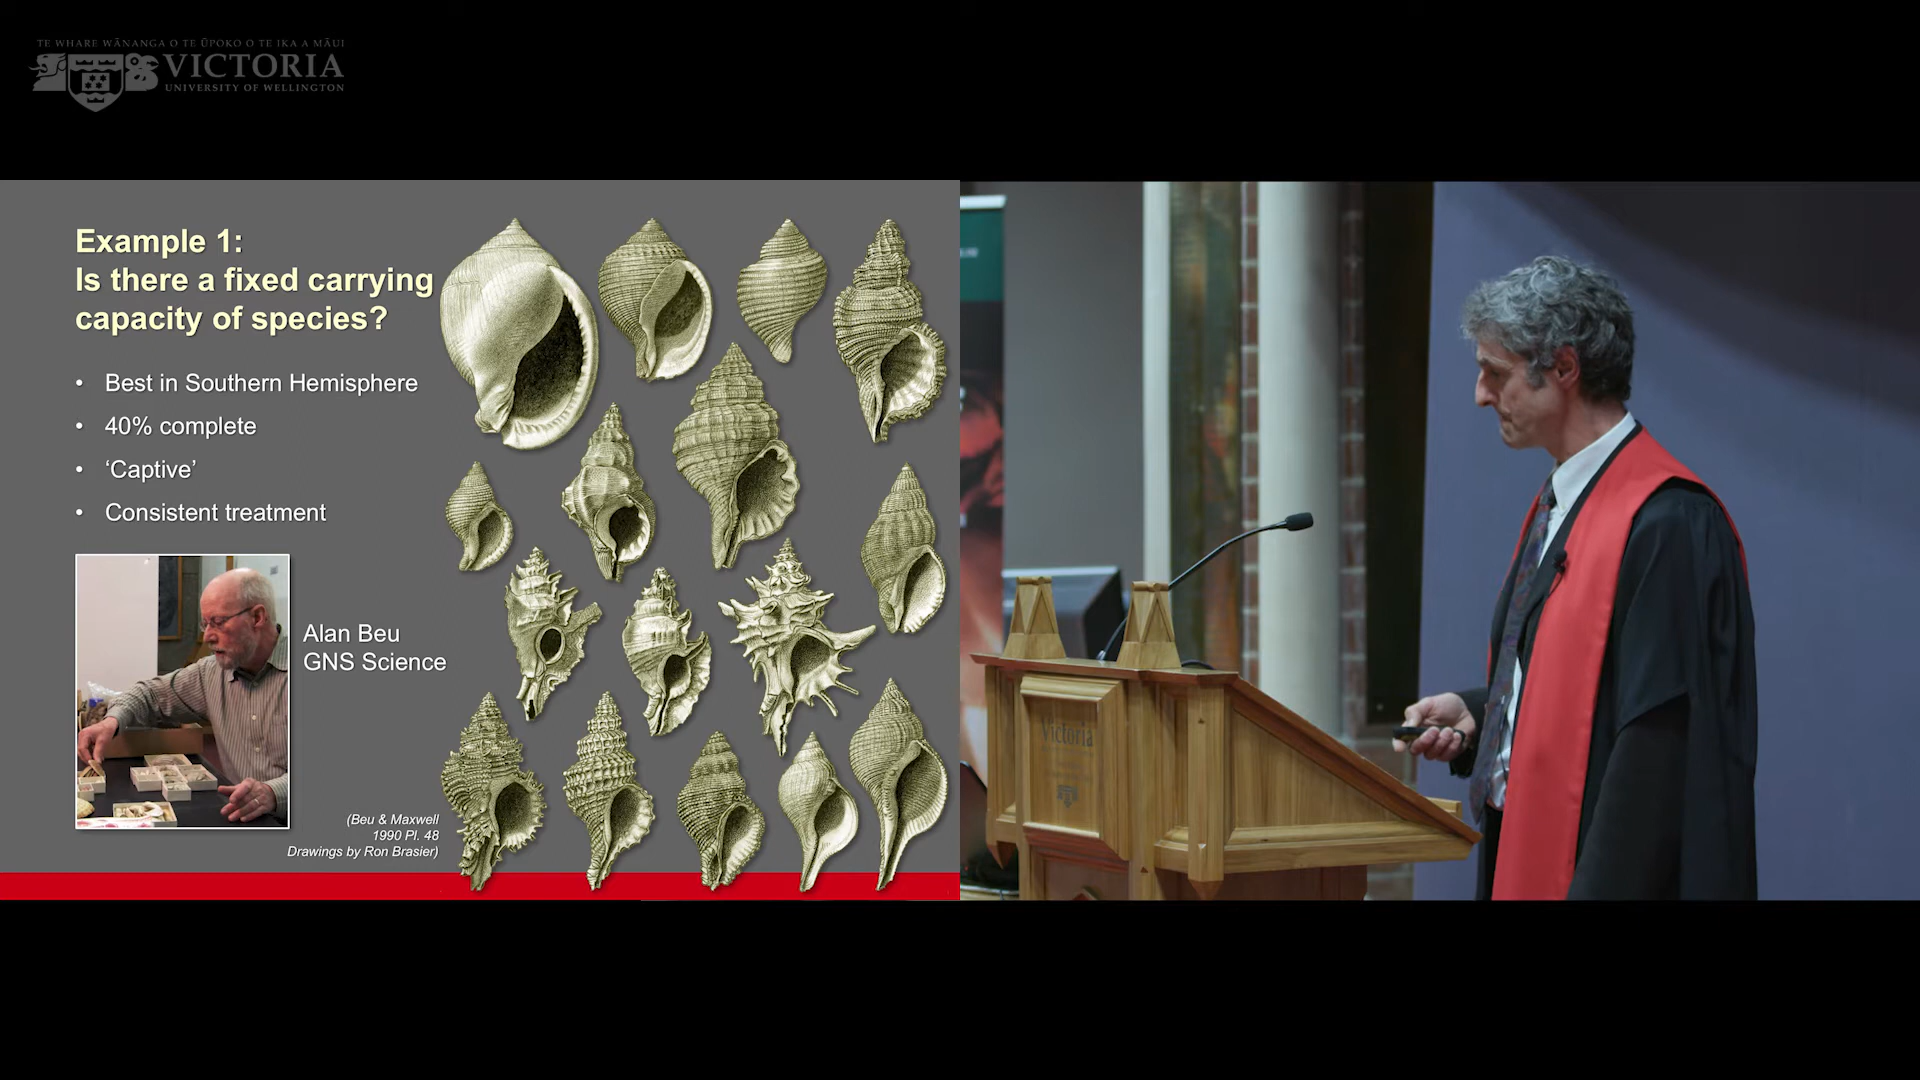 TE WHARE WĀNANGA O TE ŪPOKO O TE IKA A MĀUI
VICTORIA
UNIVERSITY OF WELLINGTON
Example 1:
Is there a fixed carrying
capacity of species?
• Best in Southern Hemisphere
• 40% complete
• ‘Captive’
• Consistent treatment
Alan Beu
GNS Science
(Beu & Maxwell
1990 Pl. 48
Drawings by Ron Brasier)
Victoria